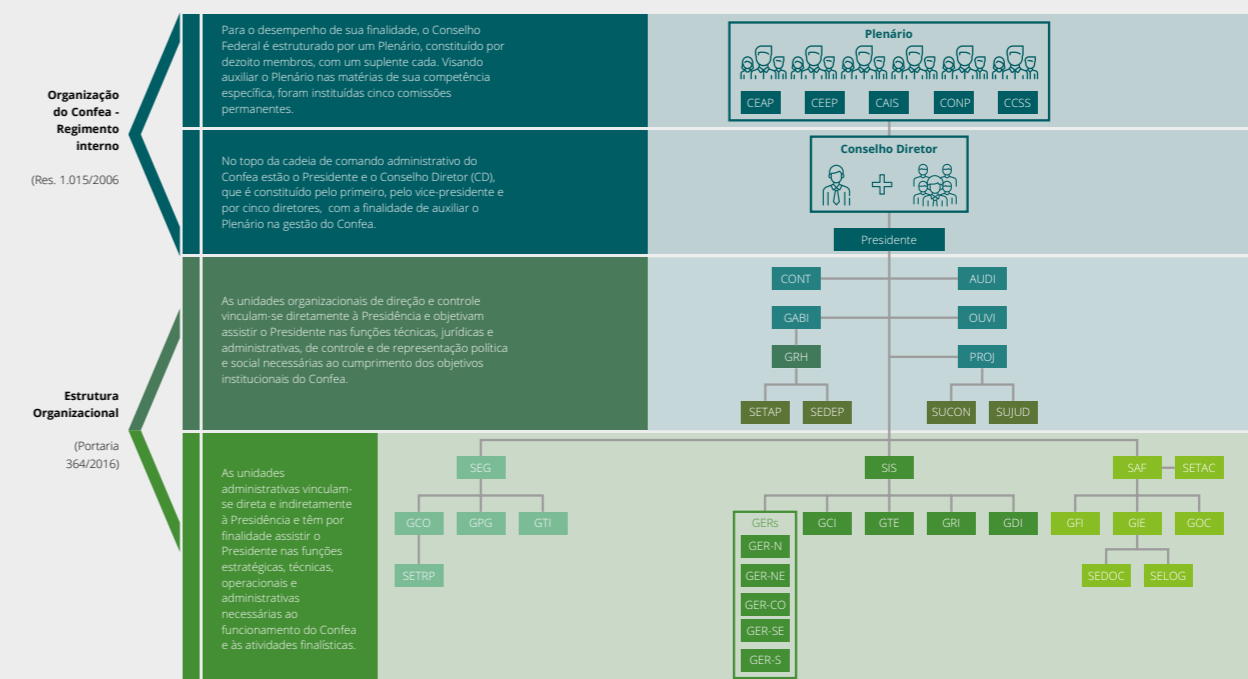 Organização
do Confea -
Regimento
interno
(Res. 1.015/2006
Para o desempenho de sua finalidade, o Conselho
Federal é estruturado por um Plenário, constituído por
dezoito membros, com um suplente cada. Visando
auxiliar o Plenário nas matérias de sua competência
específica, foram instituídas cinco comissões
permanentes.
Plenário
CEAP CEEP CAIS CONP CCSS
No topo da cadeia de comando administrativo do
Confea estão o Presidente e o Conselho Diretor (CD),
que é constituído pelo primeiro, pelo vice-presidente e
por cinco diretores, com a finalidade de auxiliar o
Plenário na gestão do Confea.
Conselho Diretor
Presidente
Estrutura
Organizacional
(Portaria
364/2016)
As unidades organizacionais de direção e controle
vinculam-se diretamente à Presidência e objetivam
assistir o Presidente nas funções técnicas, jurídicas e
administrativas, de controle e de representação política
e social necessárias ao cumprimento dos objetivos
institucionais do Confea.
CONT AUDI
GABI OUVI
GRH PROJ
SETAP SEDEP SUCON SUJUD
As unidades
administrativas vinculam-
se direta e indiretamente
à Presidência e têm por
finalidade assistir o
Presidente nas funções
estratégicas, técnicas,
operacionais e
administrativas
necessárias ao
funcionamento do Confea
e às atividades finalísticas.
SEG SIS SAF SETAC
GCO GPG GTI GERs GCI GTE GRI GDI GFI GIE GOC
GER-N
SETRP GER-NE SEDOC SELOG
GER-CO
GER-SE
GER-S